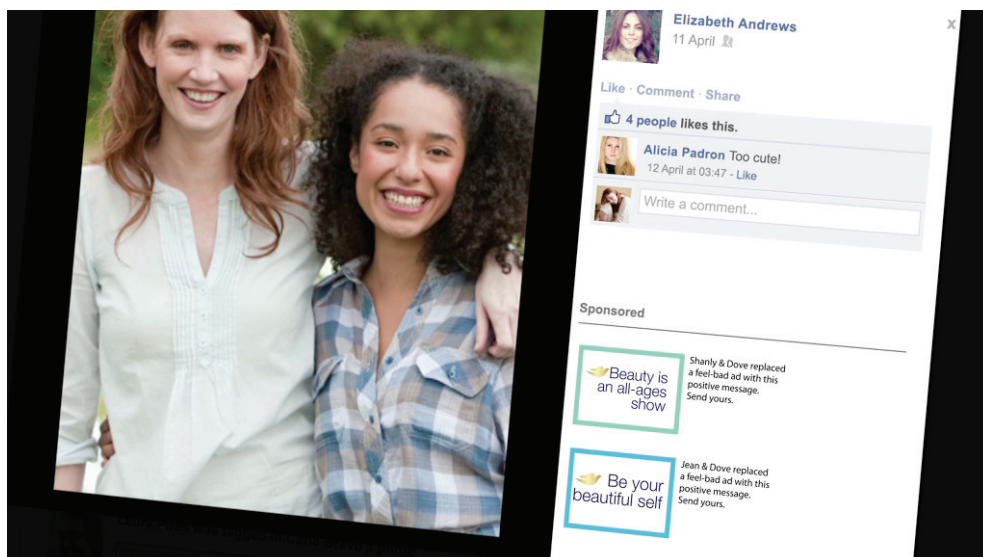 Elizabeth Andrews
x
11 April
Like · Comment · Share
4 people likes this.
Alicia Padron Too cute!
12 April at 03:47 - Like
Write a comment...
Sponsored
Beauty is
an all-ages
show
Shanly & Dove replaced
a feel-bad ad with this
positive message.
Send yours.
Be your
beautiful self
Jean & Dove replaced
a feel-bad ad with this
positive message.
Send yours.